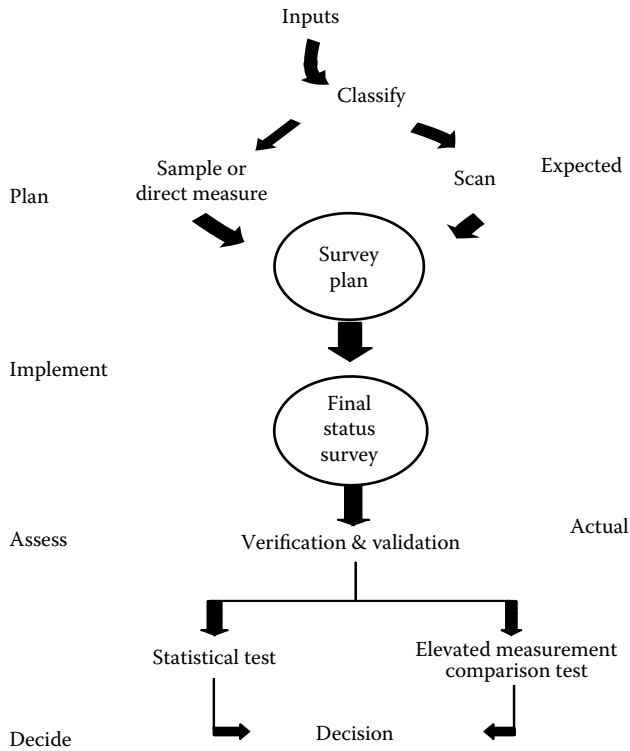 Inputs
Classify
Sample or
direct measure
Scan
Expected
Plan
Survey
plan
Implement
Final
status
survey
Assess
Verification & validation
Actual
Statistical test
Elevated measurement
comparison test
Decide
Decision